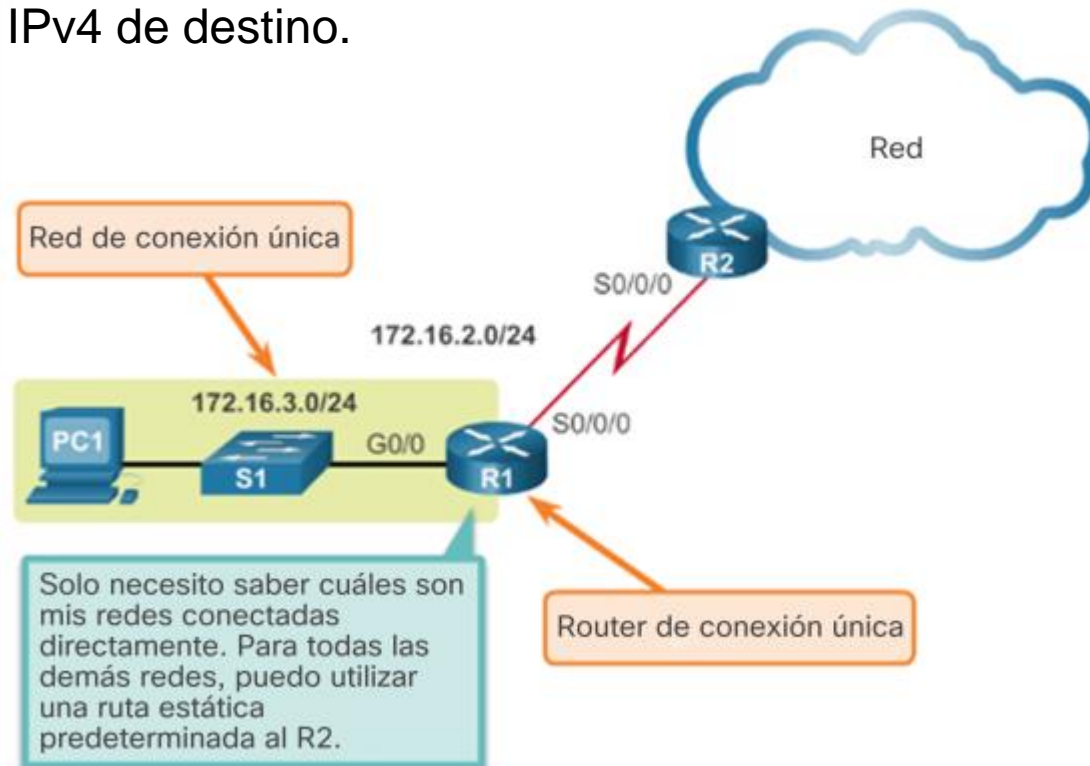 IPv4 de destino.
Red
Red de conexión única
R2
S0/0/0
172.16.2.0/24
172.16.3.0/24
S0/0/0
PC1
G0/0
S1
R1
Solo necesito saber cuáles son
mis redes conectadas
directamente. Para todas las
demás redes, puedo utilizar
una ruta estática
predeterminada al R2.
Router de conexión única